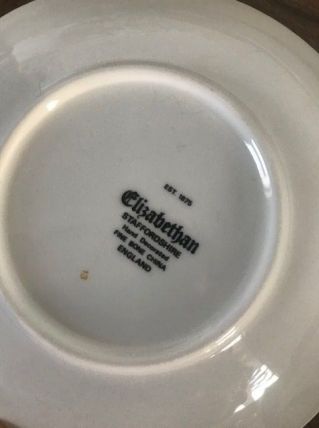 EST. 1875
Elizabethan
STAFFORDSHIRE
Hand Decorated
FINE BONE CHINA
ENGLAND